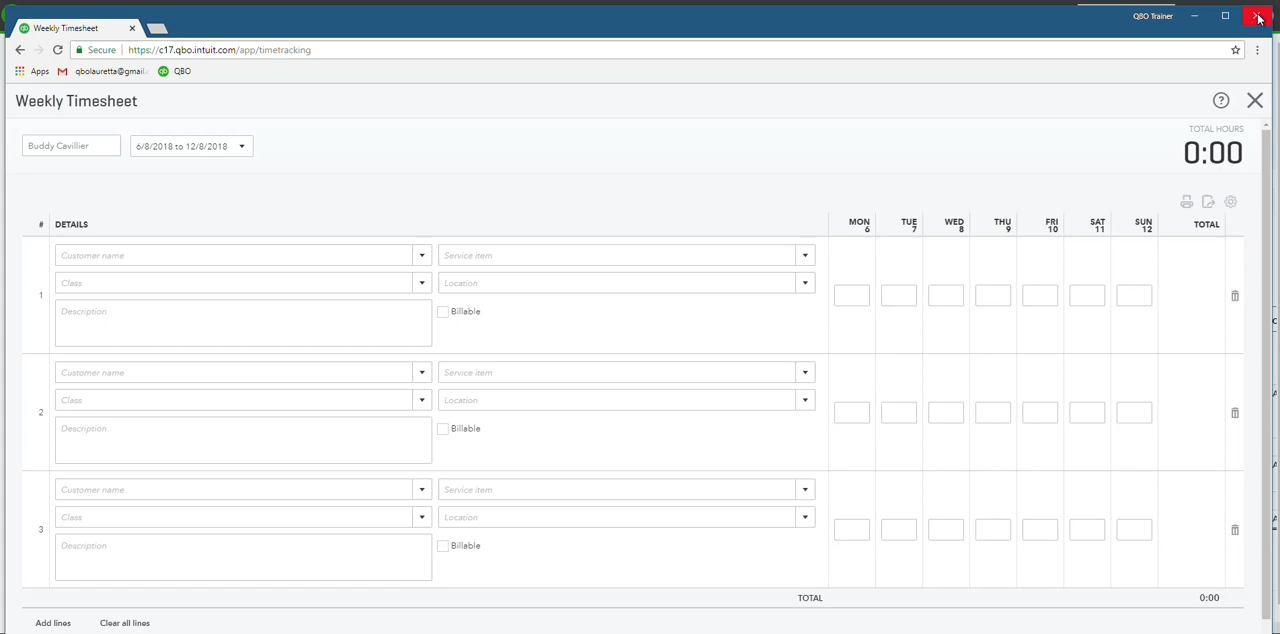 QBO Trainer
Weekly Timesheet
Secure https://c17.qbo.intuit.com/app/timetracking
Apps qbolauretta@gmail. QBO
Weekly Timesheet
TOTAL HOURS
Buddy Cavillier 6/8/2018 to 12/8/2018 0:00
# DETAILS MON 6 TUE 7 WED 8 THU 9 FRI 10 SAT 11 SUN 12 TOTAL
Customer name Service item
Class Location
1
Description Billable
Customer name Service item
Class Location
2
Description Billable
Customer name Service item
Class Location
3
Description Billable
TOTAL 0:00
Add lines Clear all lines